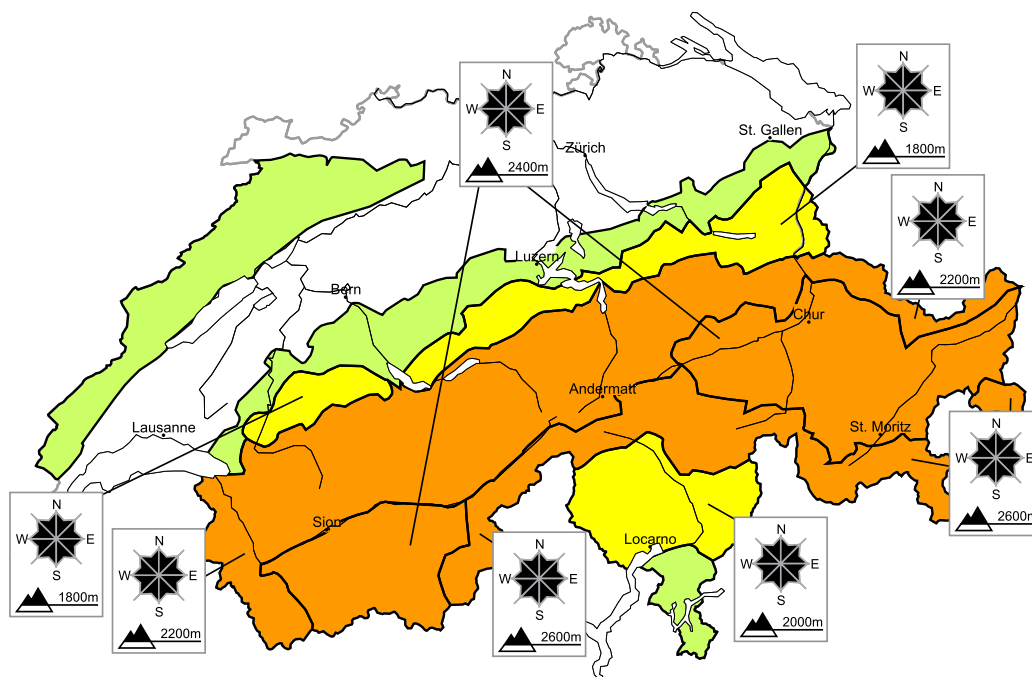 N
W E
S
2400m
N
W E
S
1800m
St. Gallen
Zürich
N
W E
S
2200m
Luzern
Bern
Chur
Andermatt
Lausanne
St. Moritz
N
W E
S
2600m
N
W E
S
1800m
Sion
N
W E
S
2200m
Locarno
N
W E
S
2600m
N
W E
S
2000m